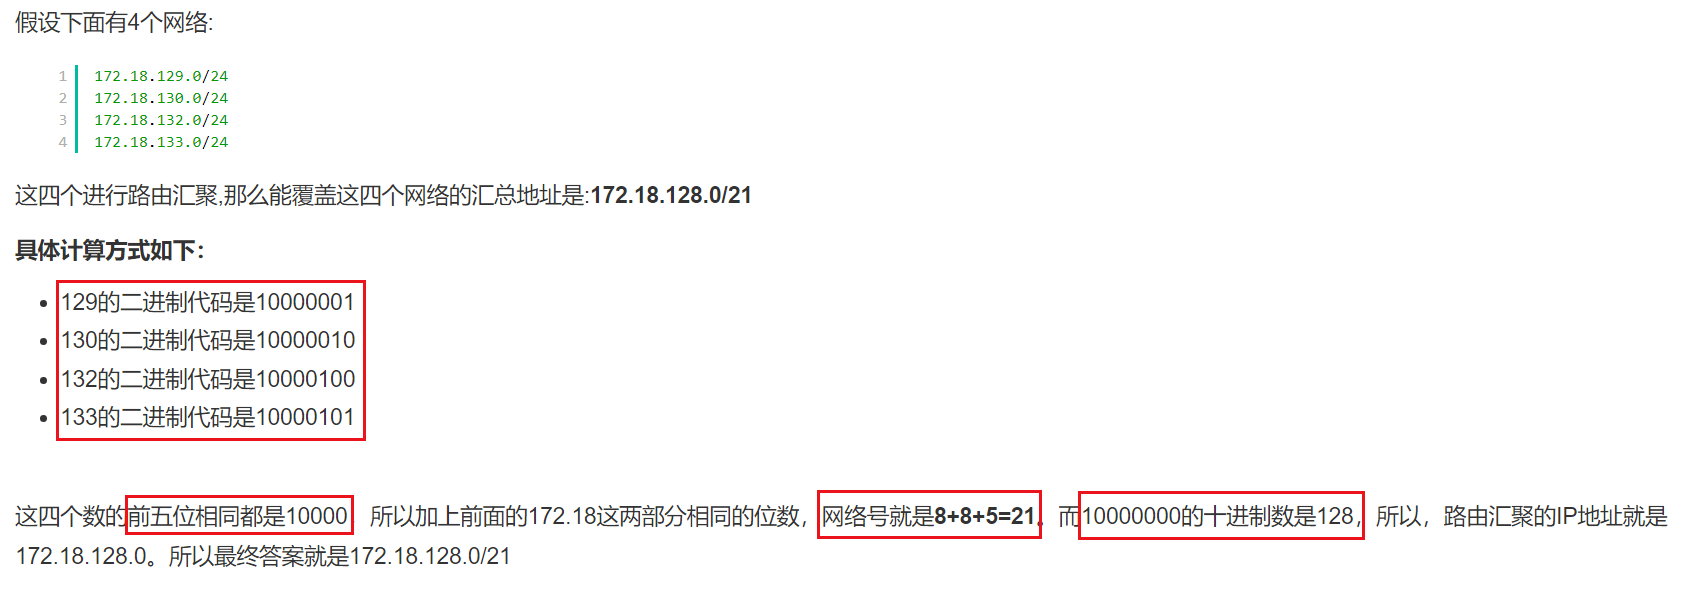 假设下面有4个网络:
1 172.18.129.0/24
2 172.18.130.0/24
3 172.18.132.0/24
4 172.18.133.0/24
这四个进行路由汇聚,那么能覆盖这四个网络的汇总地址是:172.18.128.0/21
具体计算方式如下：
• 129的二进制代码是10000001
• 130的二进制代码是10000010
• 132的二进制代码是10000100
• 133的二进制代码是10000101
这四个数的前五位相同都是10000，所以加上前面的172.18这两部分相同的位数，网络号就是8+8+5=21。而10000000的十进制数是128，所以，路由汇聚的IP地址就是
172.18.128.0。所以最终答案就是172.18.128.0/21